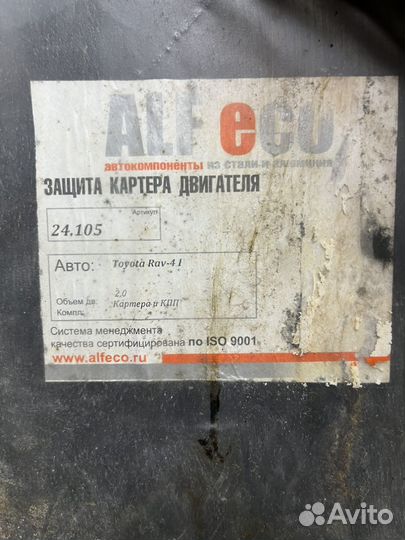 ALFeco
автокомпоненты из стали и алюминия
ЗАЩИТА КАРТЕРА ДВИГАТЕЛЯ
Артикул
24.105
Авто: Toyota Rav-4 I
Объем дв: 2,0
Компл: Картера и КПП
Система менеджмента
качества сертифицирована по ISO 9001
www.alfeco.ru
Avito